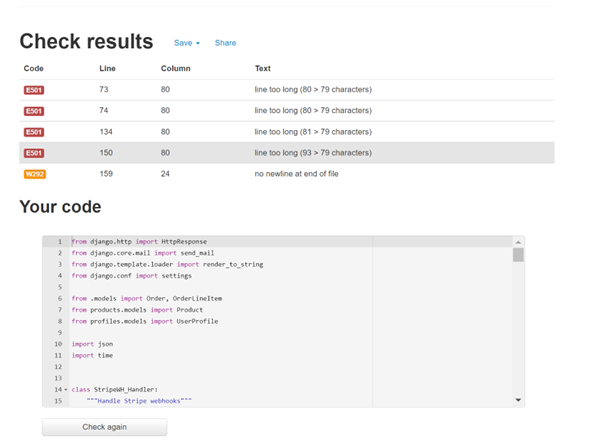 Check results Save Share
Code Line Column Text
E501 73 80 line too long (80 > 79 characters)
E501 74 80 line too long (80 > 79 characters)
E501 134 80 line too long (81 > 79 characters)
E501 150 80 line too long (93 > 79 characters)
W292 159 24 no newline at end of file
Your code
1 from django.http import HttpResponse
2 from django.core.mail import send_mail
3 from django.template.loader import render_to_string
4 from django.conf import settings
5
6 from .models import Order, OrderLineItem
7 from products.models import Product
8 from profiles.models import UserProfile
9
10 import json
11 import time
12
13
14 class StripeWH_Handler:
15 """Handle Stripe webhooks"""
Check again